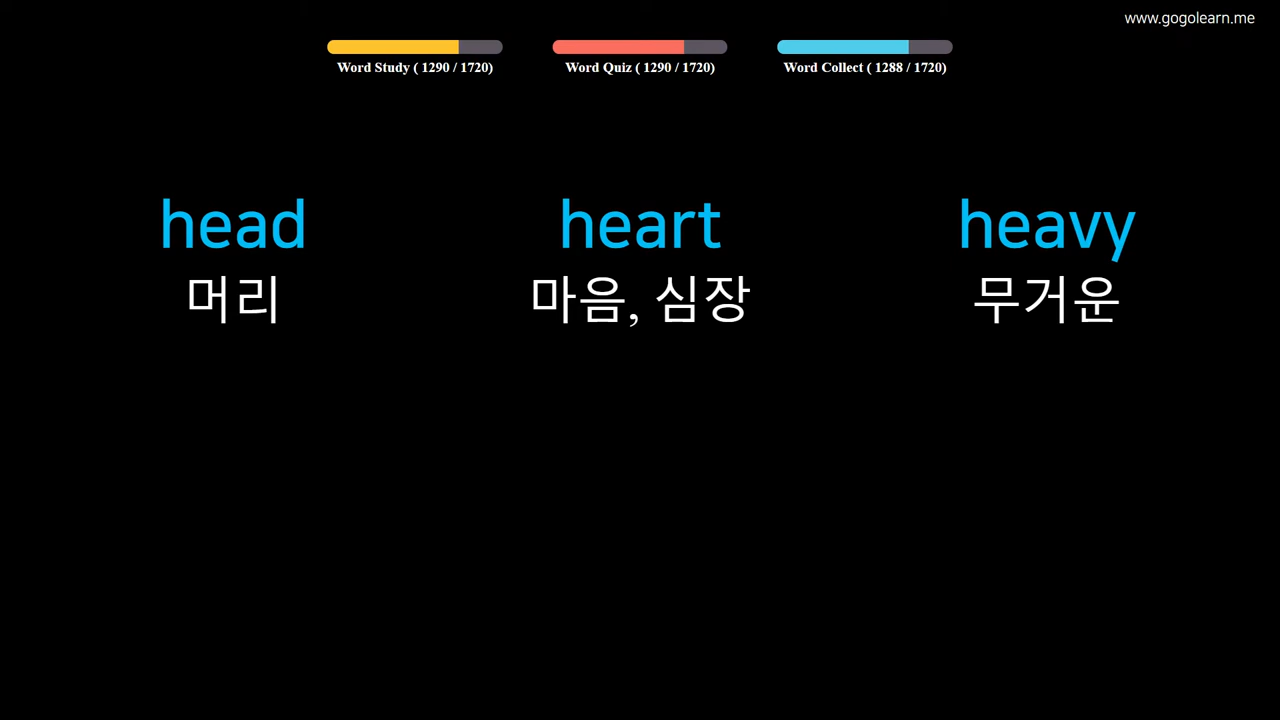 www.gogolearn.me
Word Study ( 1290 / 1720)
Word Quiz ( 1290 / 1720)
Word Collect ( 1288 / 1720)
head
heart
heavy
머리
마음, 심장
무거운